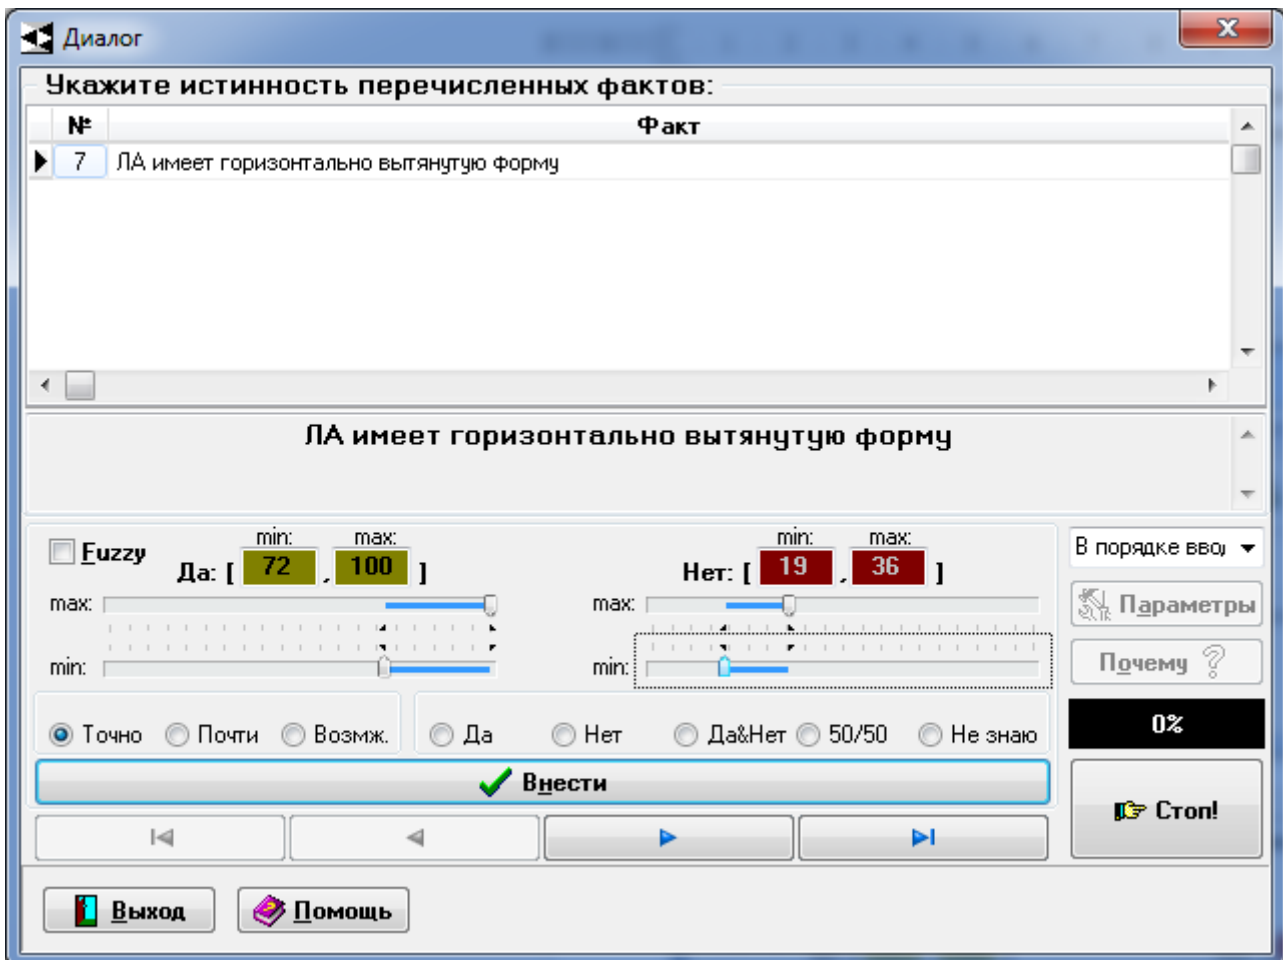 Диалог
Укажите истинность перечисленных фактов:
№ Факт
7 ЛА имеет горизонтально вытянутую форму
ЛА имеет горизонтально вытянутую форму
Fuzzy
min: max:
Да: [ 72 , 100 ]
min: max:
Нет: [ 19 , 36 ]
В порядке ввод
max:
max:
Параметры
min:
min:
Почему ?
Точно Почти Возмж. Да Нет Да&Нет 50/50 Не знаю
0%
Внести
Стоп!
Выход Помощь